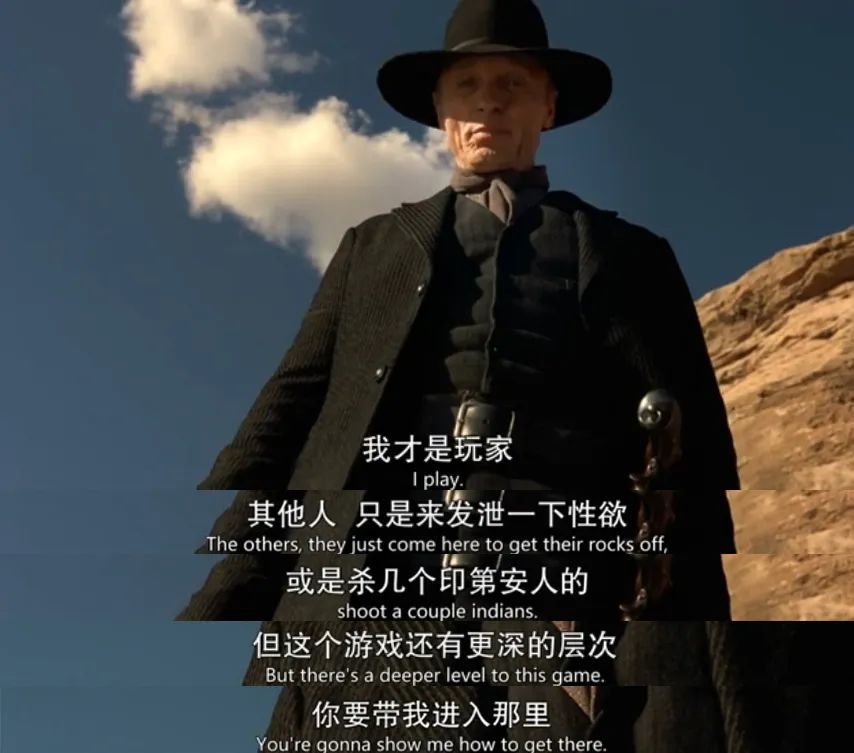 我才是玩家
I play.
其他人 只是来发泄一下性欲
The others, they just come here to get their rocks off,
或是杀几个印第安人的
shoot a couple indians.
但这个游戏还有更深的层次
But there's a deeper level to this game.
你要带我进入那里
You're gonna show me how to get there.